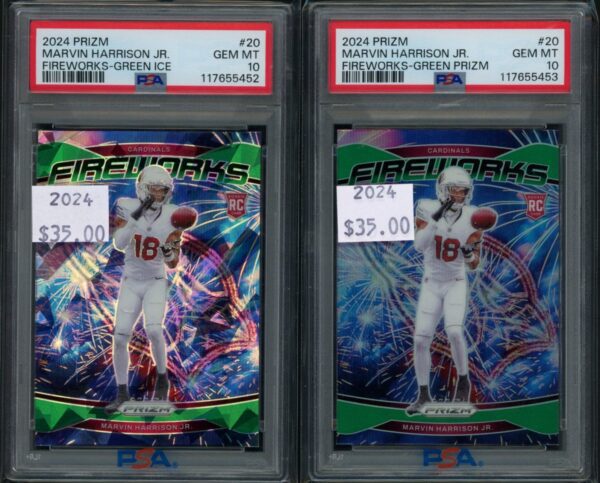 2024 PRIZM #20
MARVIN HARRISON JR. GEM MT
FIREWORKS-GREEN ICE 10
PSA 117655452
CARDINALS
FIREWORKS
2024
$35.00
RC
18
PRIZM
MARVIN HARRISON JR.
PSA
2024 PRIZM #20
MARVIN HARRISON JR. GEM MT
FIREWORKS-GREEN PRIZM 10
PSA 117655453
CARDINALS
FIREWORKS
2024
$35.00
RC
18
PRIZM
MARVIN HARRISON JR.
PSA